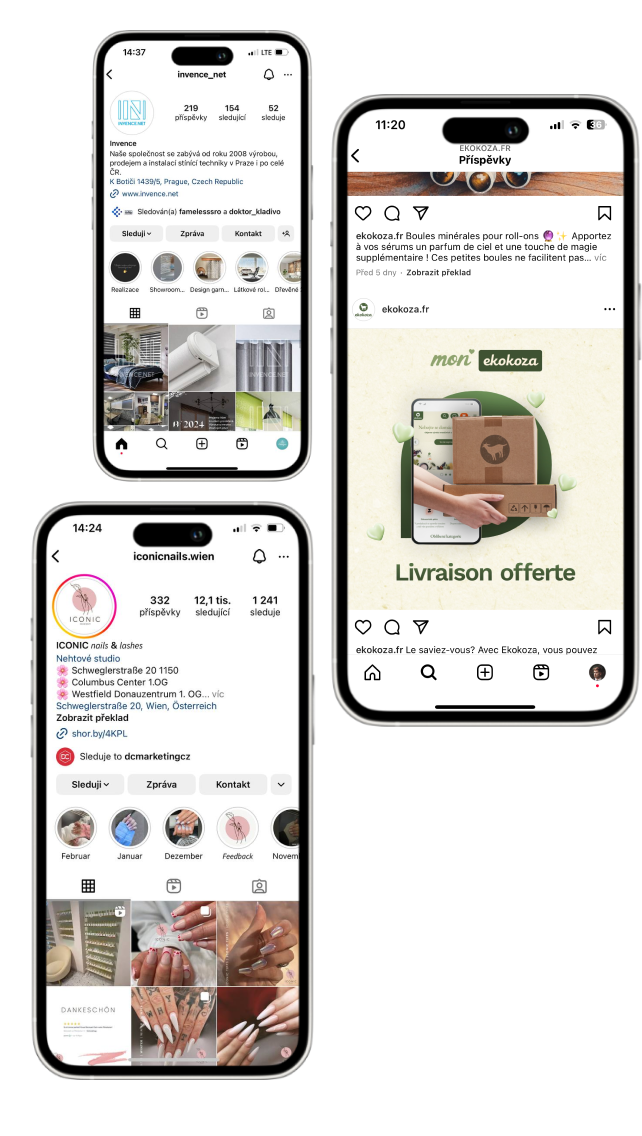 14:37
LTE
invence_net
INVENCE.NET
219
154
52
příspěvky
sledující
sleduje
Invence
Naše společnost se zabývá od roku 2008 výrobou,
prodejem a instalací stínicí techniky v Praze i po celé
ČR.
K Botiči 1439/5, Prague, Czech Republic
www.invence.net
Sledován(a) famelesssro a doktor_kladivo
Sleduji
Zpráva
Kontakt
Realizace
Showroom...
Design garn...
Látkové rol...
Dřevěné
INVENCE.NET
INVENCE.NET
2024
11:20
36
EKOKOZA.FR
Příspěvky
ekokoza.fr Boules minérales pour roll-ons 🔮✨ Apportez
à vos sérums un parfum de ciel et une touche de magie
supplémentaire ! Ces petites boules ne facilitent pas... víc
Před 5 dny · Zobrazit překlad
ekokoza
ekokoza.fr
mon ekokoza
Livraison offerte
ekokoza.fr Le saviez-vous? Avec Ekokoza, vous pouvez
14:24
iconicnails.wien
ICONIC
332
12,1 tis.
1 241
příspěvky
sledující
sleduje
ICONIC nails & lashes
Nehtové studio
🌸 Schweglerstraße 20 1150
🌸 Columbus Center 1.OG
🌸 Westfield Donauzentrum 1. OG... víc
Schweglerstraße 20, Wien, Österreich
Zobrazit překlad
shor.by/4KPL
Sleduje to dcmarketingcz
Sleduji
Zpráva
Kontakt
Februar
Januar
Dezember
Feedback
Novem
DANKESCHÖN